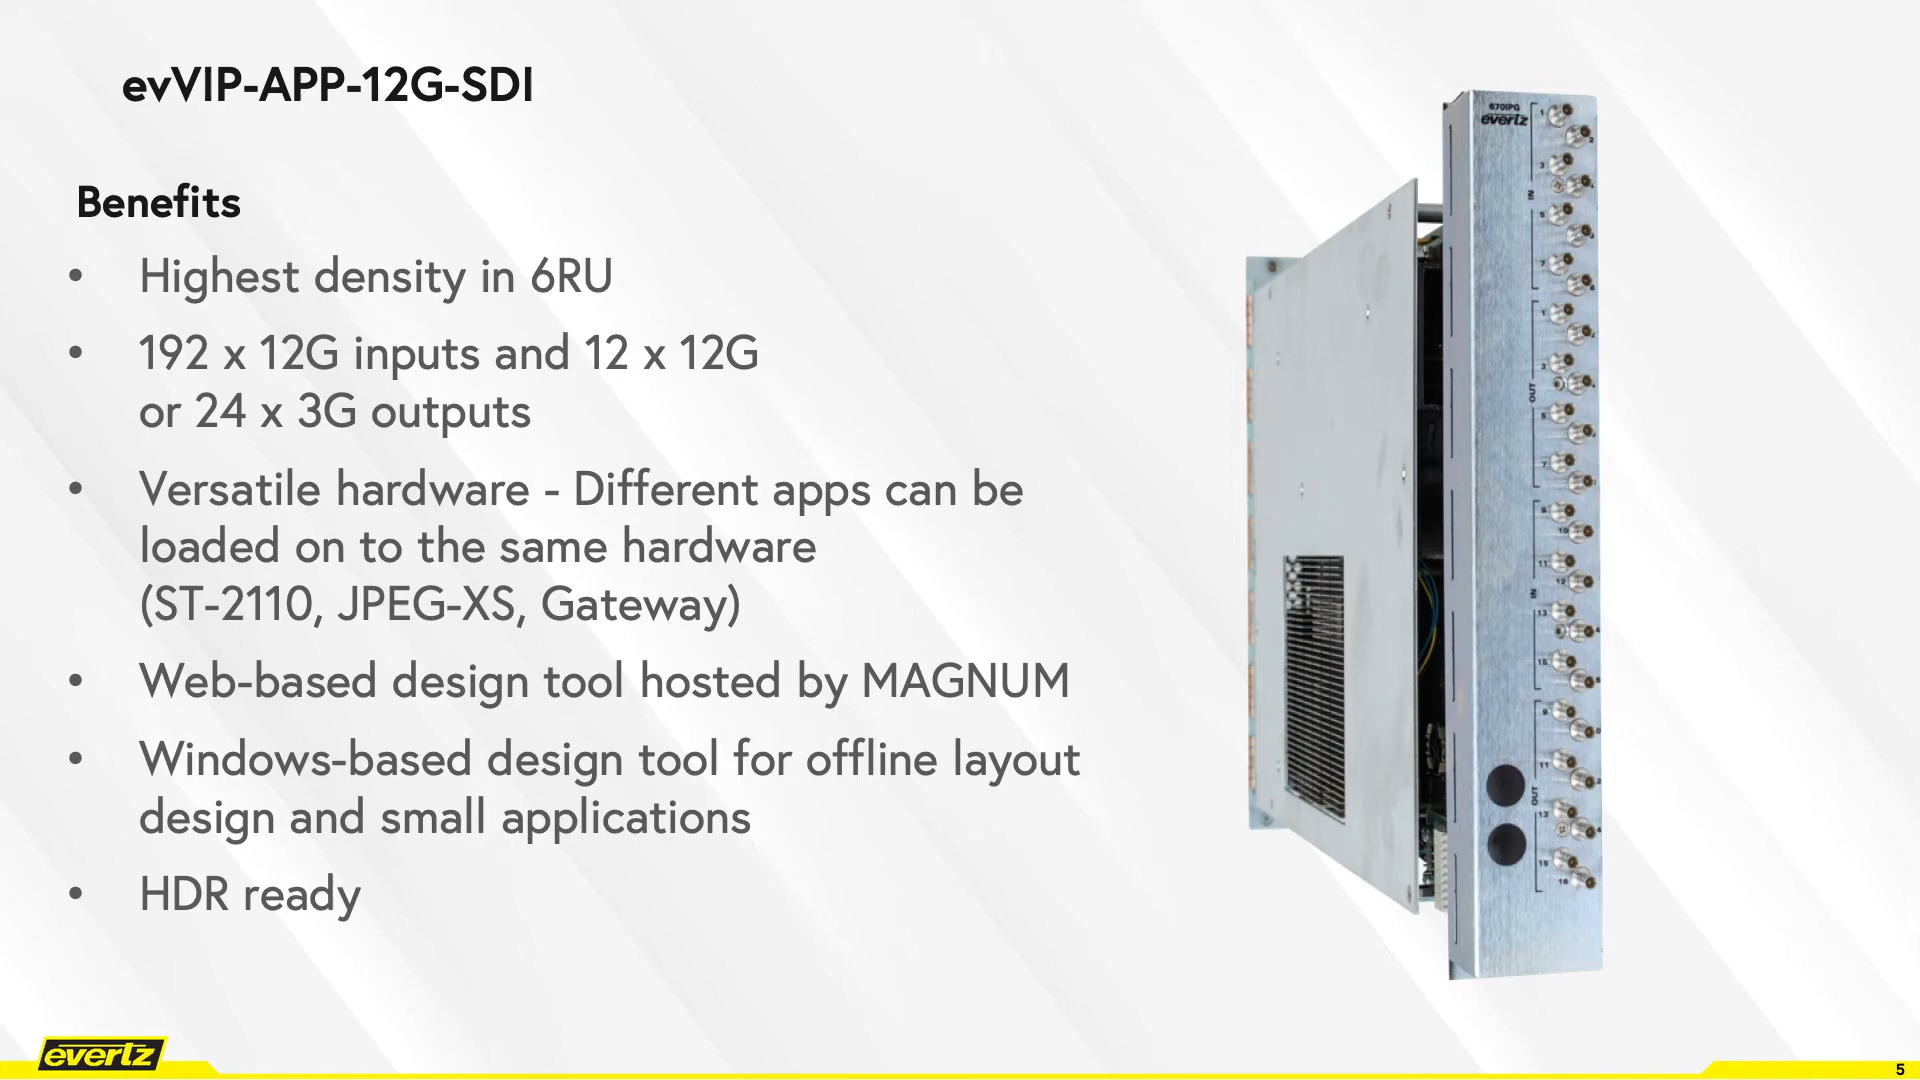 evVIP-APP-12G-SDI
Benefits
• Highest density in 6RU
• 192 x 12G inputs and 12 x 12G
or 24 x 3G outputs
• Versatile hardware - Different apps can be
loaded on to the same hardware
(ST-2110, JPEG-XS, Gateway)
• Web-based design tool hosted by MAGNUM
• Windows-based design tool for offline layout
design and small applications
• HDR ready
evertz
IN
OUT
IN
OUT
evertz
5